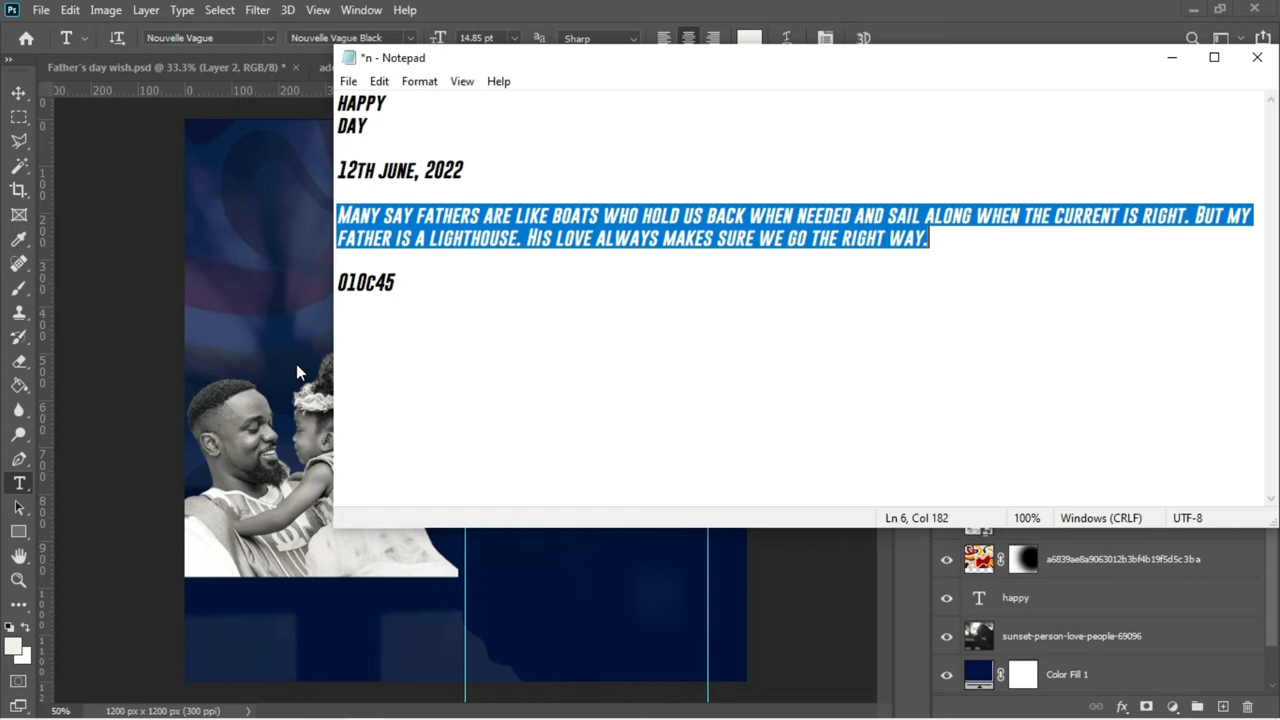 Ps File Edit Image Layer Type Select Filter 3D View Window Help
T Nouvelle Vague Nouvelle Vague Black 14.85 pt Sharp 3D
Father's day wish.psd @ 33.3% (Layer 2, RGB/8) *
*n - Notepad
File Edit Format View Help
HAPPY
DAY
12TH JUNE, 2022
Many say fathers are like boats who hold us back when needed and sail along when the current is right. But my
father is a lighthouse. His love always makes sure we go the right way.
010c45
Ln 6, Col 182 100% Windows (CRLF) UTF-8
a6839ae8a9063012b3bf4b19f5d5c3ba
happy
sunset-person-love-people-69096
Color Fill 1
50% 1200 px x 1200 px (300 ppi)